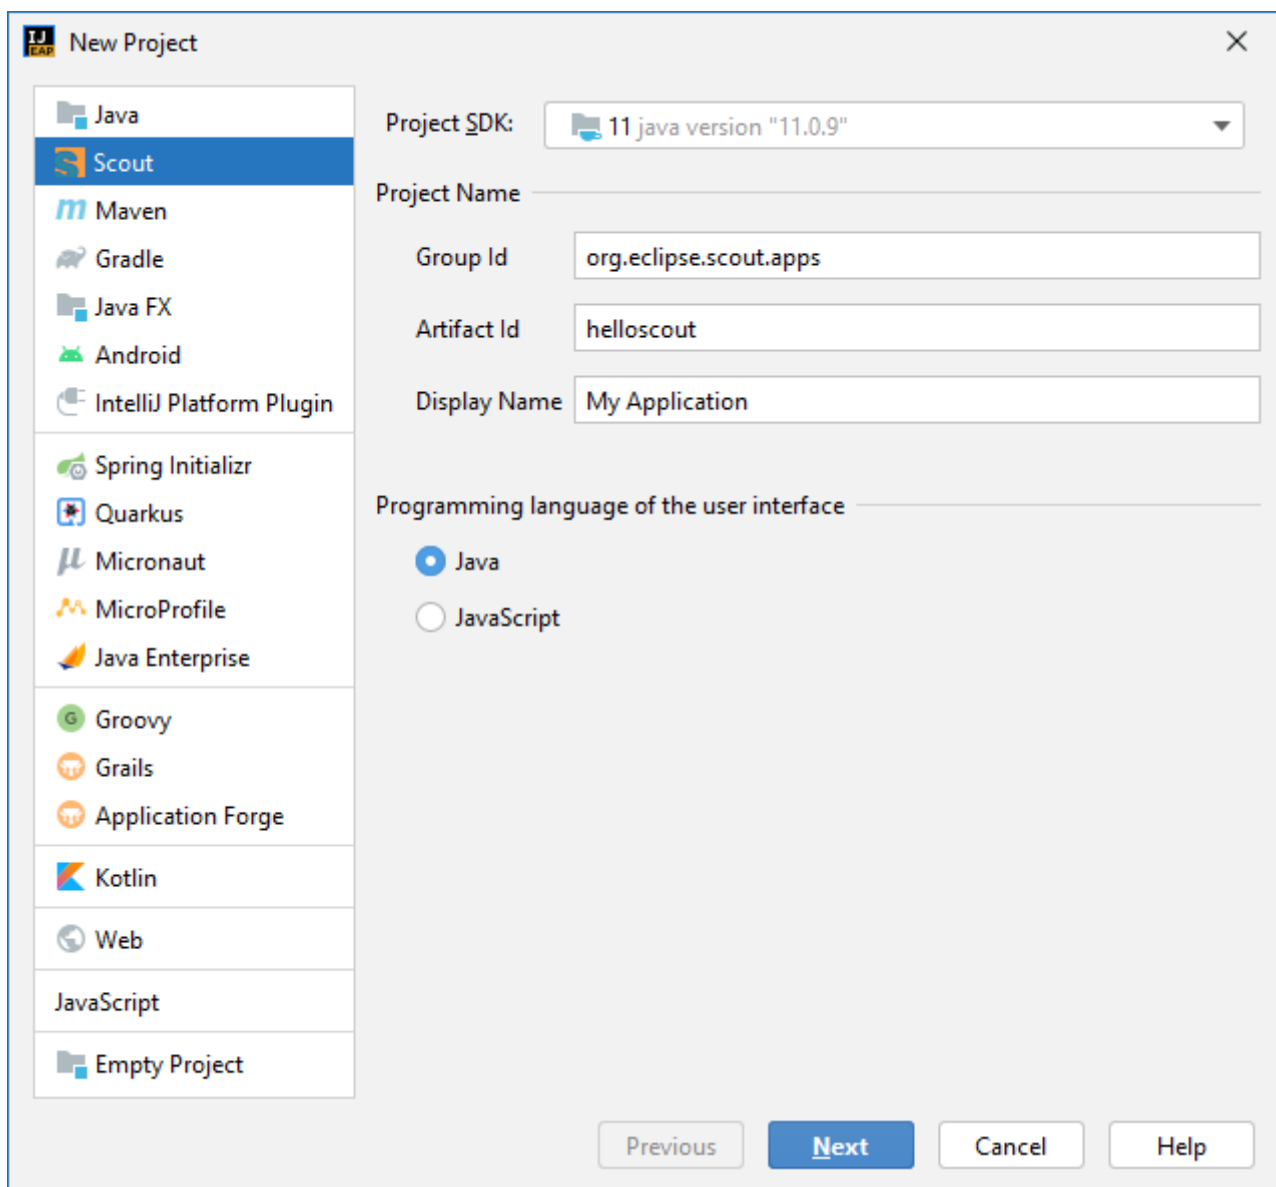 IJ
EAP
New Project
Java
Scout
Maven
Gradle
Java FX
Android
IntelliJ Platform Plugin
Spring Initializr
Quarkus
Micronaut
MicroProfile
Java Enterprise
G
Groovy
Grails
Application Forge
Kotlin
Web
JavaScript
Empty Project
Project SDK:
11 java version "11.0.9"
Project Name
Group Id
org.eclipse.scout.apps
Artifact Id
helloscout
Display Name
My Application
Programming language of the user interface
Java
JavaScript
Previous
Next
Cancel
Help